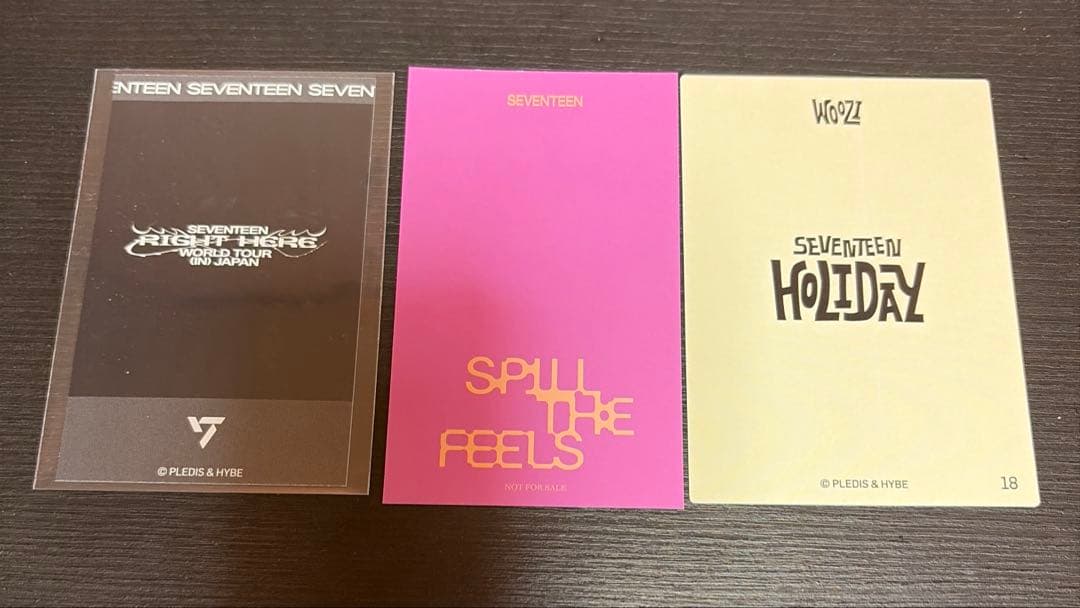 ENTEEN SEVENTEEN SEVEN
SEVENTEEN
RIGHT HERE
WORLD TOUR
(IN) JAPAN
© PLEDIS & HYBE
SEVENTEEN
SPILL
THE
FEELS
NOT FOR SALE
WOOZI
SEVENTEEN
HOLIDAY
© PLEDIS & HYBE
18